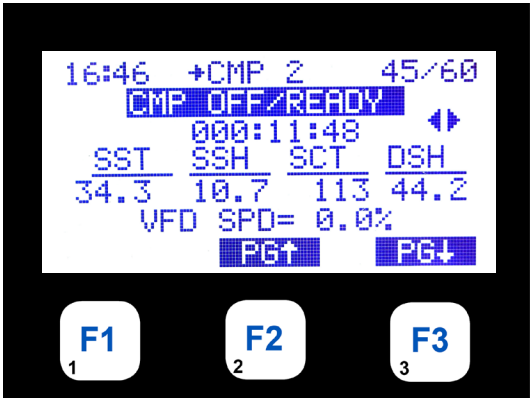 16:46 →CMP 2 45/60
CMP OFF/READY
000:11:48
SST SSH SCT DSH
34.3 10.7 113 44.2
VFD SPD= 0.0%
PG↑ PG↓
F1 F2 F3
1 2 3